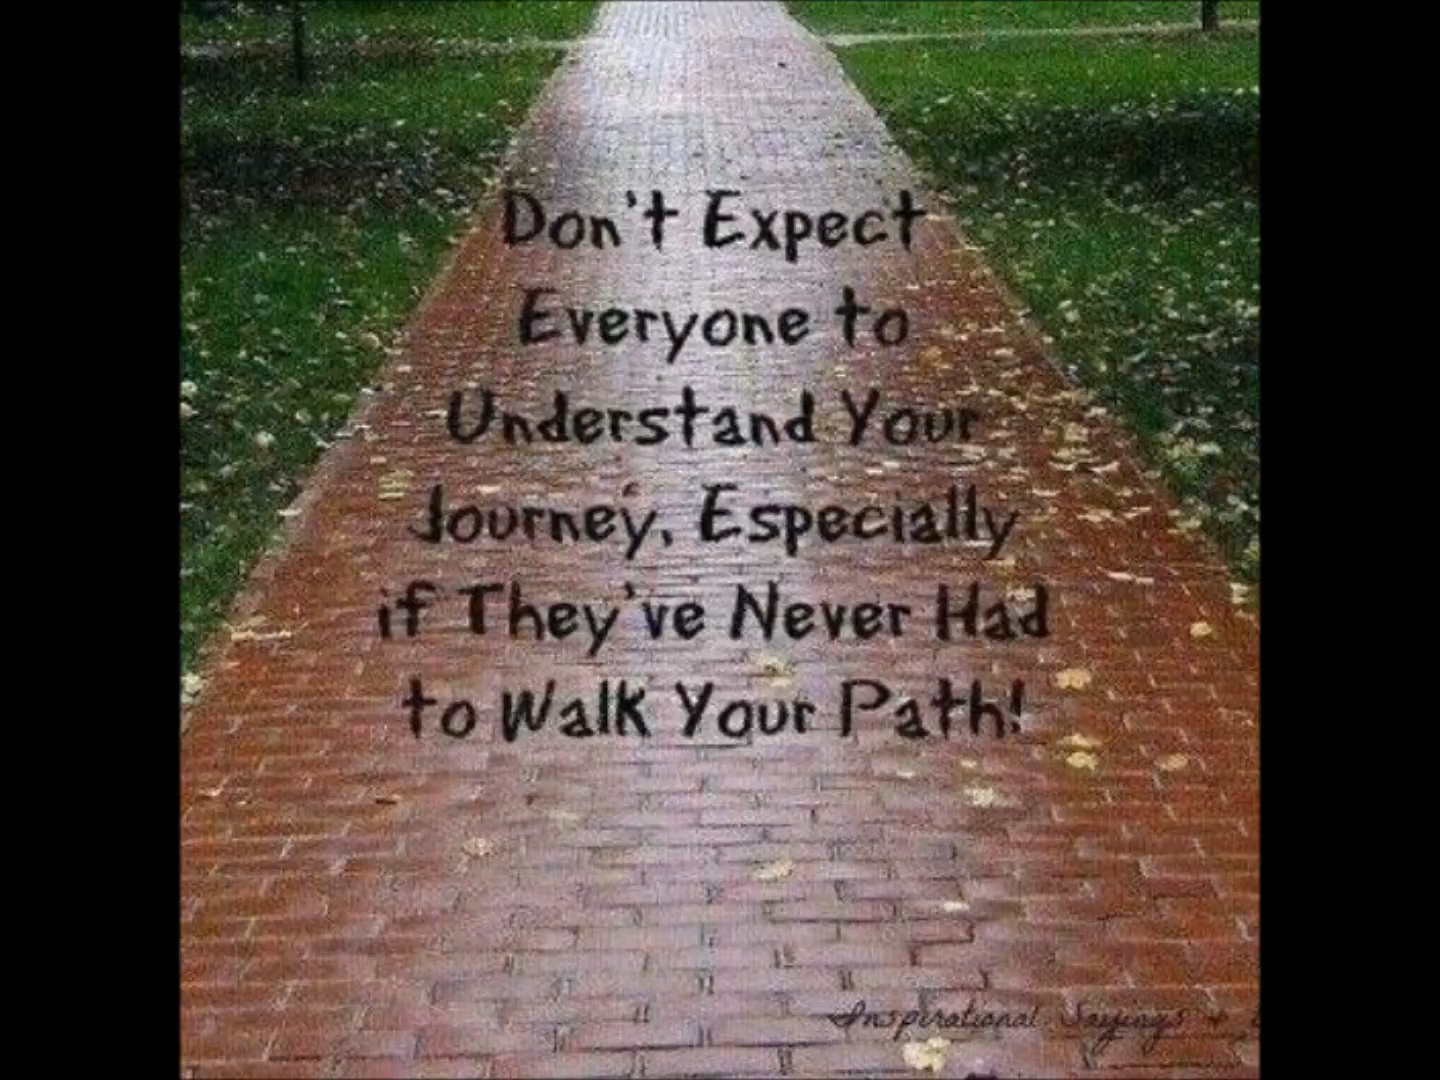 Don't Expect
Everyone to
Understand Your
Journey, Especially
if They've Never Had
to Walk Your Path!
Inspirational Sayings +